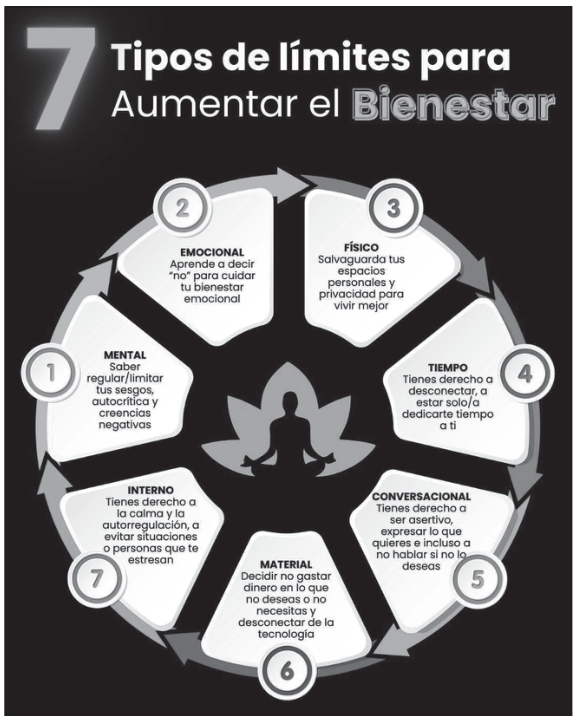 7
Tipos de límites para
Aumentar el Bienestar
1
MENTAL
Saber
regular/limitar
tus sesgos,
autocrítica y
creencias
negativas
2
EMOCIONAL
Aprende a decir
“no” para cuidar
tu bienestar
emocional
3
FÍSICO
Salvaguarda tus
espacios
personales y
privacidad para
vivir mejor
4
TIEMPO
Tienes derecho a
desconectar, a
estar solo/a
dedicarte tiempo
a ti
5
CONVERSACIONAL
Tienes derecho a
ser asertivo,
expresar lo que
quieres e incluso a
no hablar si no lo
deseas
6
MATERIAL
Decidir no gastar
dinero en lo que
no deseas o no
necesitas y
desconectar de la
tecnología
7
INTERNO
Tienes derecho a
la calma y la
autorregulación, a
evitar situaciones
o personas que te
estresan